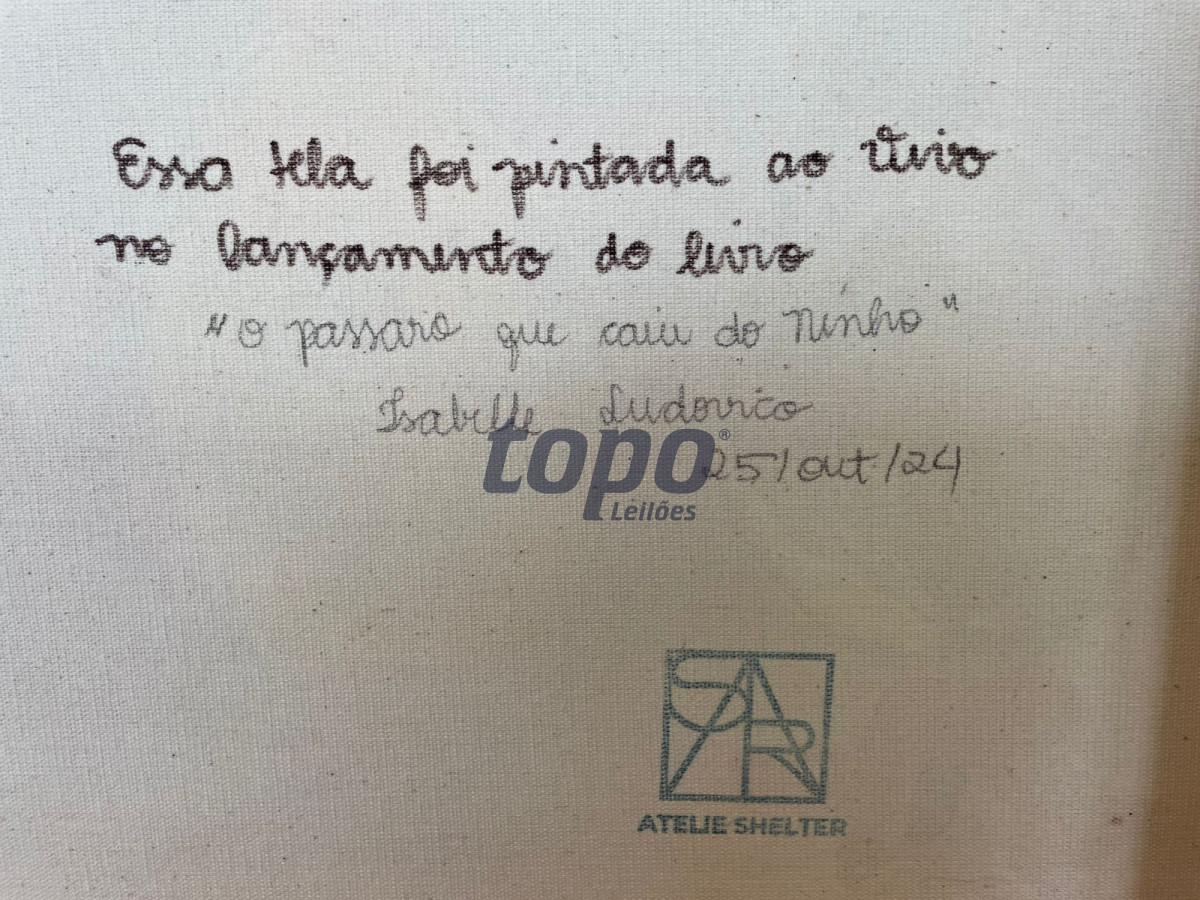 Essa tela foi pintada ao vivo
no lançamento do livro
"O passaro que caiu do Ninho"
Isabelle Ludovico
25/out/24
topo®
Leilões
SAR
ATELIE SHELTER